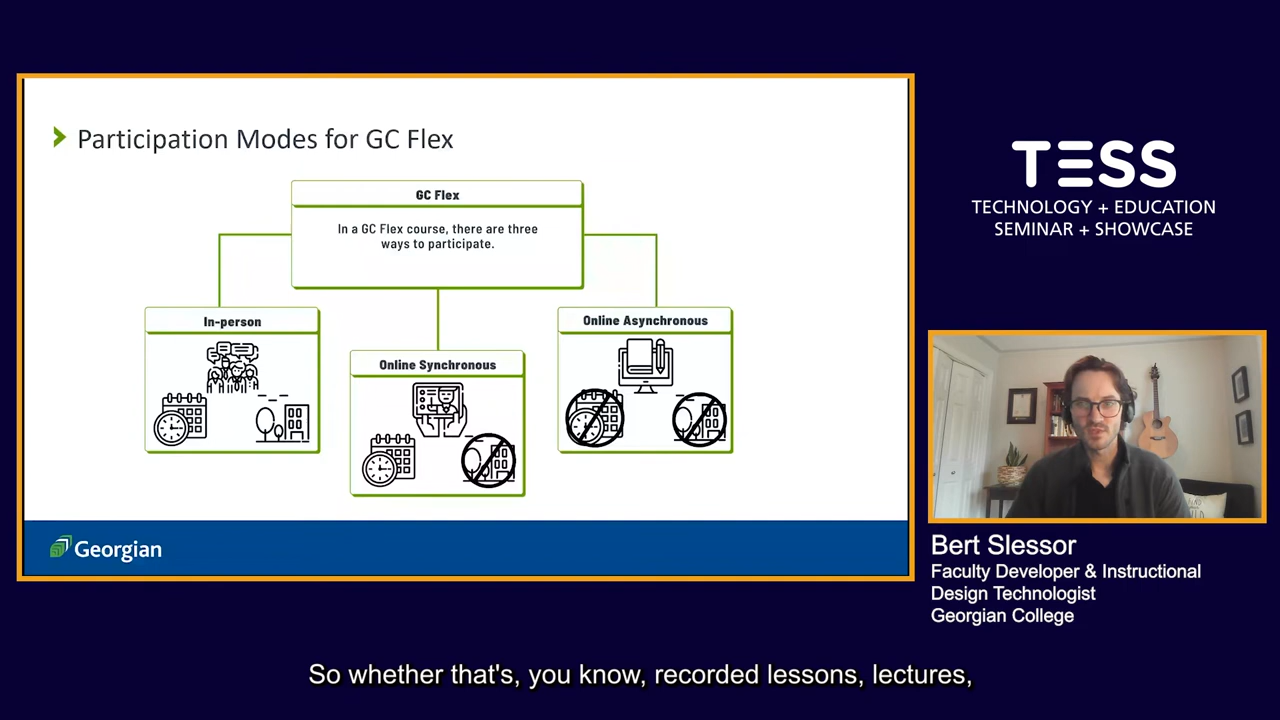 Participation Modes for GC Flex
GC Flex
In a GC Flex course, there are three
ways to participate.
In-person
Online Synchronous
Online Asynchronous
Georgian
TESS
TECHNOLOGY + EDUCATION
SEMINAR + SHOWCASE
Bert Slessor
Faculty Developer & Instructional
Design Technologist
Georgian College
So whether that's, you know, recorded lessons, lectures,